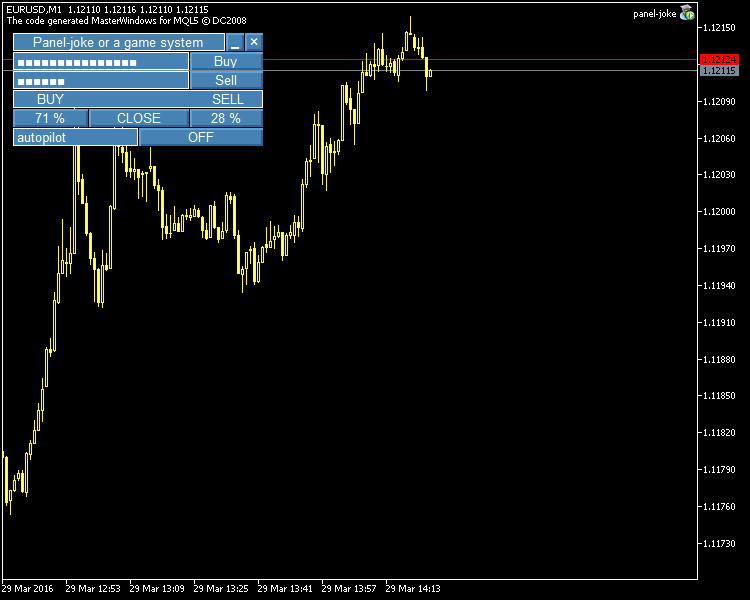 EURUSD,M1 1.12110 1.12116 1.12110 1.12115
The code generated MasterWindows for MQL5 © DC2008
panel-joke
Panel-joke or a game system
Buy
Sell
BUY SELL
71 % CLOSE 28 %
autopilot OFF
1.12150
1.12124
1.12115
1.12090
1.12060
1.12030
1.12000
1.11970
1.11940
1.11910
1.11880
1.11850
1.11820
1.11790
1.11760
1.11730
29 Mar 2016 29 Mar 12:53 29 Mar 13:09 29 Mar 13:25 29 Mar 13:41 29 Mar 13:57 29 Mar 14:13